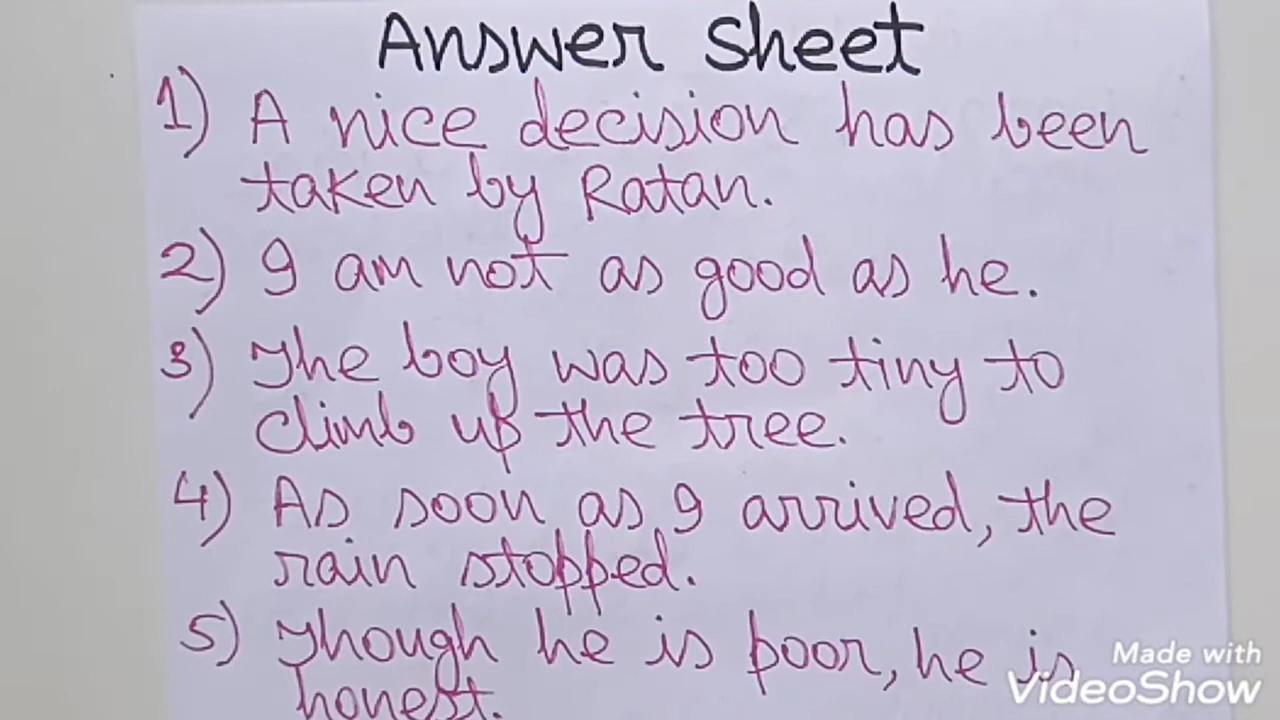 Answer Sheet
1) A nice decision has been
taken by Ratan.
2) I am not as good as he.
3) The boy was too tiny to
climb up the tree.
4) As soon as I arrived, the
rain stopped.
5) Though he is poor, he is
honest.
Made with
VideoShow